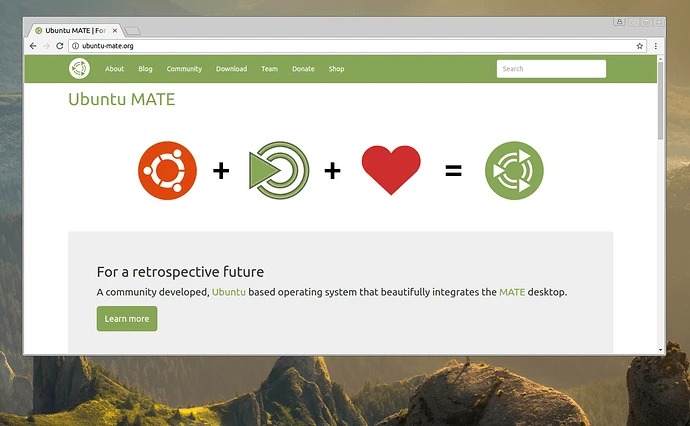 Ubuntu MATE | For
ubuntu-mate.org
About Blog Community Download Team Donate Shop Search
Ubuntu MATE
+ + =
For a retrospective future
A community developed, Ubuntu based operating system that beautifully integrates the MATE desktop.
Learn more